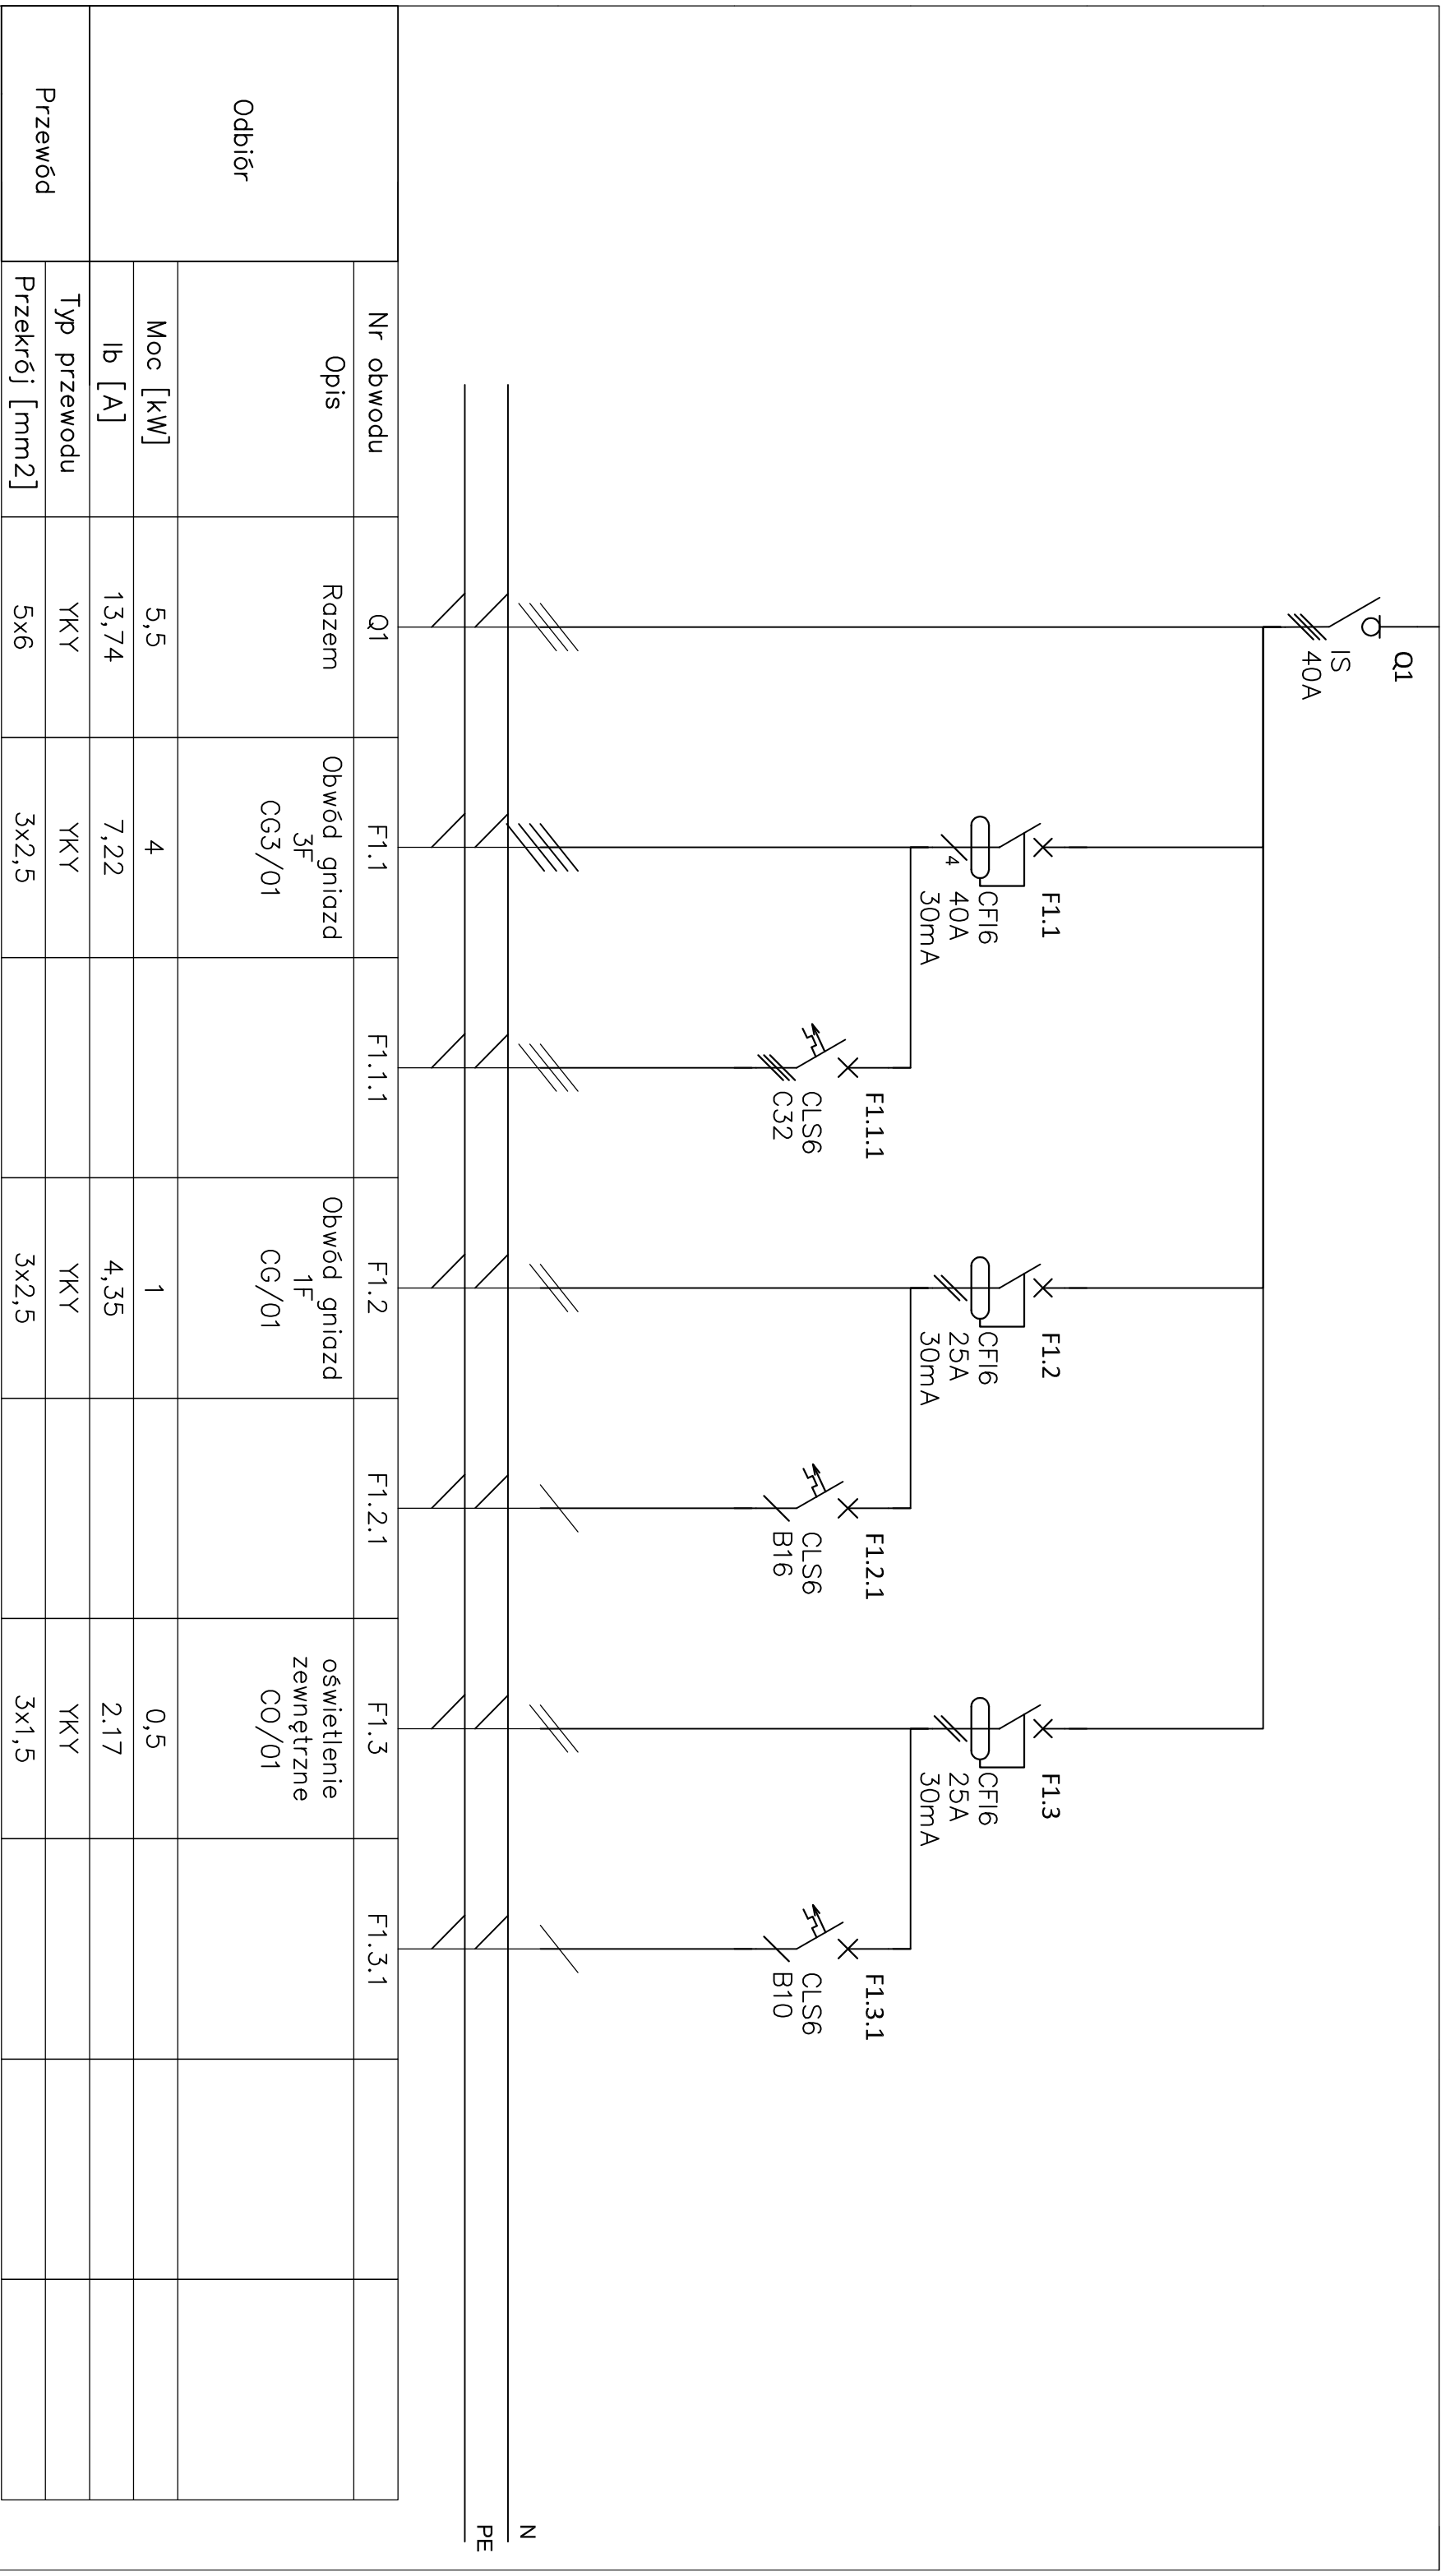 Q1
IS
40A
F1.1
CFI6
40A
30mA
4
F1.2
CFI6
25A
30mA
F1.3
CFI6
25A
30mA
F1.1.1
CLS6
C32
F1.2.1
CLS6
B16
F1.3.1
CLS6
B10
N
PE
Odbiór
Nr obwodu
Q1
F1.1
F1.1.1
F1.2
F1.2.1
F1.3
F1.3.1
Opis
Razem
Obwód gniazd
3F
CG3/01
Obwód gniazd
1F
CG/01
oświetlenie
zewnętrzne
CO/01
Moc [kW]
5,5
4
1
0,5
Ib [A]
13,74
7,22
4,35
2.17
Przewód
Typ przewodu
YKY
YKY
YKY
YKY
Przekrój [mm2]
5x6
3x2,5
3x2,5
3x1,5